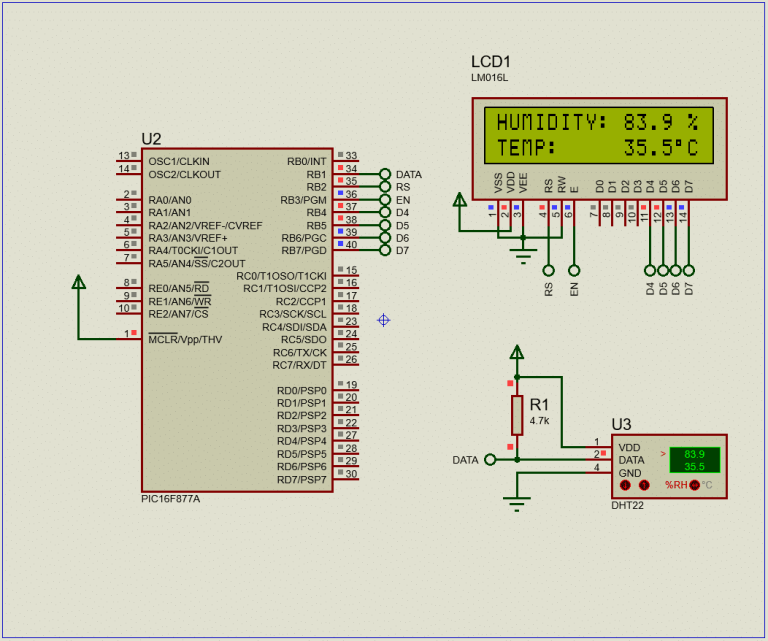 LCD1
LM016L
HUMIDITY: 83.9 %
TEMP: 35.5°C
VSS VDD VEE RS RW E D0 D1 D2 D3 D4 D5 D6 D7
1 2 3 4 5 6 7 8 9 10 11 12 13 14
RS EN D4 D5 D6 D7
U2
13 OSC1/CLKIN RB0/INT 33
14 OSC2/CLKOUT RB1 34 DATA
RB2 35 RS
2 RA0/AN0 RB3/PGM 36 EN
3 RA1/AN1 RB4 37 D4
4 RA2/AN2/VREF-/CVREF RB5 38 D5
5 RA3/AN3/VREF+ RB6/PGC 39 D6
6 RA4/T0CKI/C1OUT RB7/PGD 40 D7
7 RA5/AN4/SS/C2OUT
RC0/T1OSO/T1CKI 15
8 RE0/AN5/RD RC1/T1OSI/CCP2 16
9 RE1/AN6/WR RC2/CCP1 17
10 RE2/AN7/CS RC3/SCK/SCL 18
RC4/SDI/SDA 23
1 MCLR/Vpp/THV RC5/SDO 24
RC6/TX/CK 25
RC7/RX/DT 26
RD0/PSP0 19
RD1/PSP1 20
RD2/PSP2 21
RD3/PSP3 22
RD4/PSP4 27
RD5/PSP5 28
RD6/PSP6 29
RD7/PSP7 30
PIC16F877A
R1
4.7k
DATA
U3
1 VDD
2 DATA
4 GND
> 83.9
35.5
%RH °C
DHT22